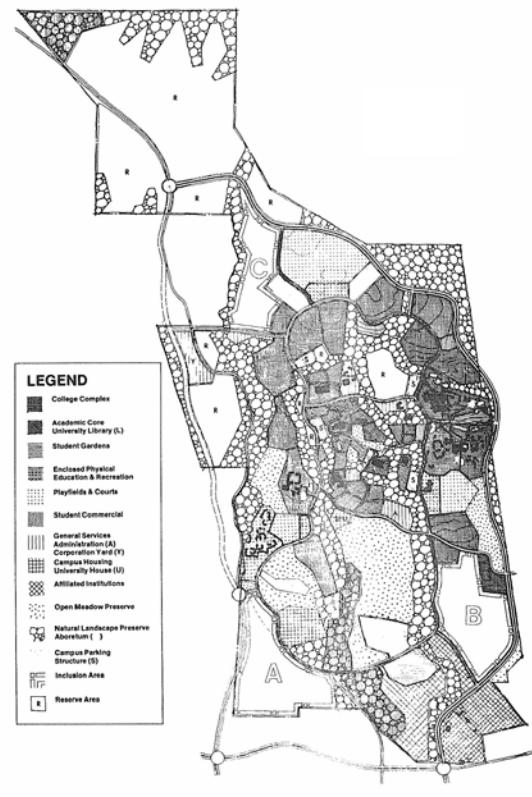 R
R
R
R
C
R
Y
R
R
S
S
B
A
LEGEND
College Complex
Academic Core
University Library (L)
Student Gardens
Enclosed Physical
Education & Recreation
Playfields & Courts
Student Commercial
General Services
Administration (A)
Corporation Yard (Y)
Campus Housing
University House (U)
Affiliated Institutions
Open Meadow Preserve
Natural Landscape Preserve
Aboretum ( )
Campus Parking
Structure (S)
Inclusion Area
R Reserve Area